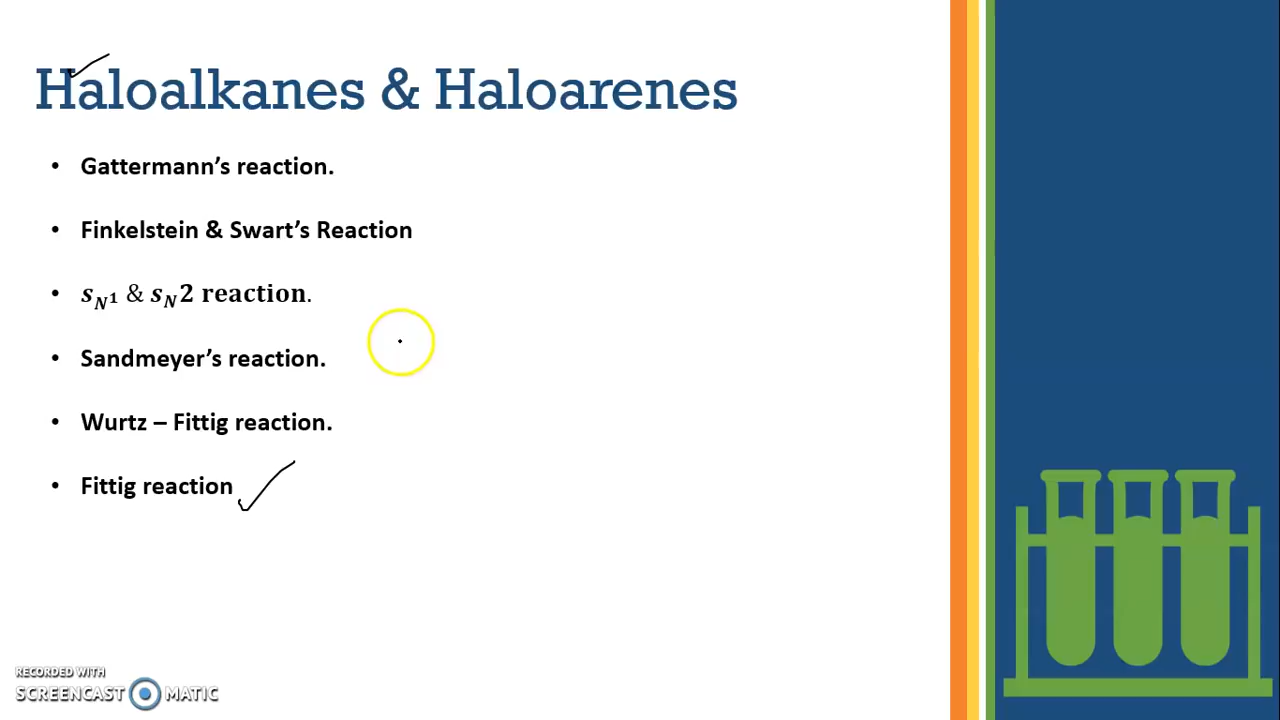 Haloalkanes & Haloarenes
• Gattermann’s reaction.
• Finkelstein & Swart’s Reaction
• s_N¹ & s_N2 reaction.
• Sandmeyer’s reaction.
• Wurtz – Fittig reaction.
• Fittig reaction
RECORDED WITH
SCREENCAST MATIC